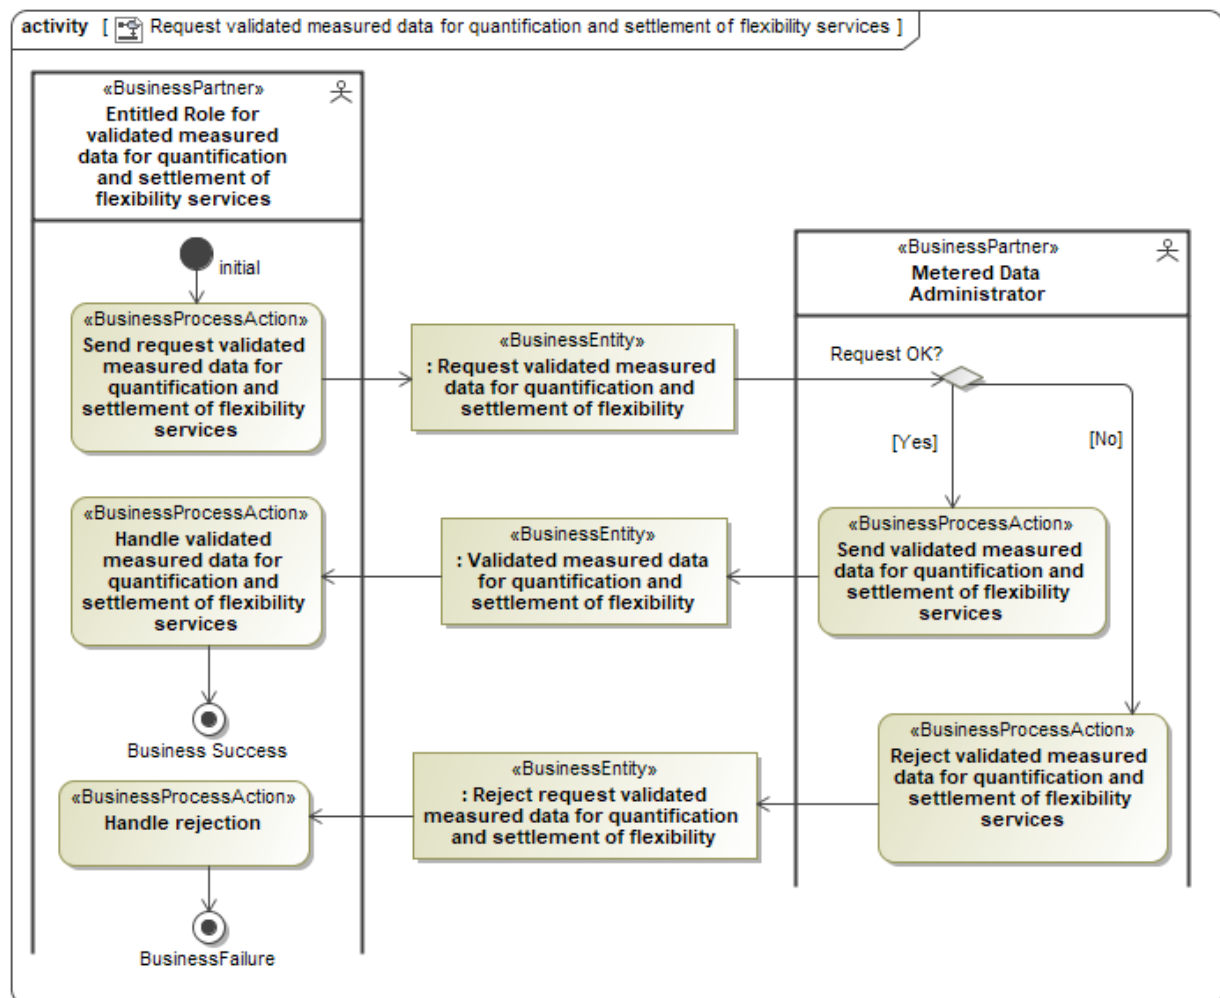 activity [ Request validated measured data for quantification and settlement of flexibility services ]
«BusinessPartner»
Entitled Role for
validated measured
data for quantification
and settlement of
flexibility services
initial
«BusinessProcessAction»
Send request validated
measured data for
quantification and
settlement of flexibility
services
«BusinessEntity»
: Request validated measured
data for quantification and
settlement of flexibility
«BusinessPartner»
Metered Data
Administrator
Request OK?
[Yes]
[No]
«BusinessProcessAction»
Send validated measured
data for quantification and
settlement of flexibility
services
«BusinessEntity»
: Validated measured data
for quantification and
settlement of flexibility
«BusinessProcessAction»
Handle validated
measured data for
quantification and
settlement of flexibility
services
Business Success
«BusinessProcessAction»
Reject validated measured
data for quantification and
settlement of flexibility
services
«BusinessEntity»
: Reject request validated
measured data for quantification
and settlement of flexibility
«BusinessProcessAction»
Handle rejection
BusinessFailure